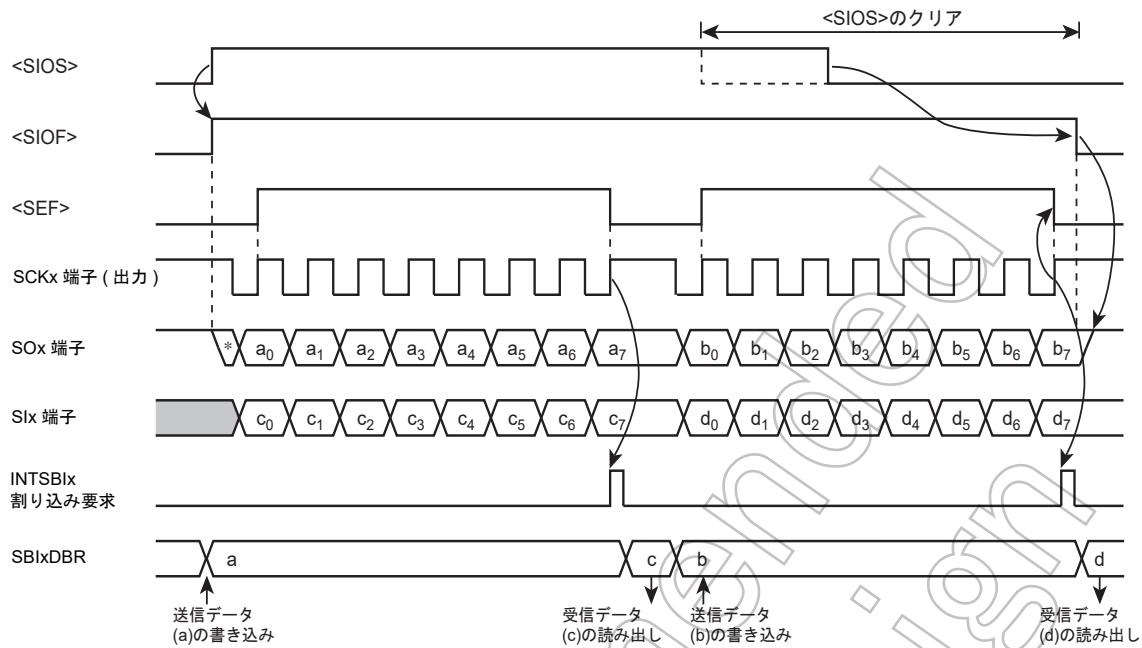 <SIOS>のクリア
<SIOS>
<SIOF>
<SEF>
SCKx 端子 ( 出力 )
SOx 端子
* a0 a1 a2 a3 a4 a5 a6 a7 b0 b1 b2 b3 b4 b5 b6 b7
SIx 端子
c0 c1 c2 c3 c4 c5 c6 c7 d0 d1 d2 d3 d4 d5 d6 d7
INTSBIx
割り込み要求
SBIxDBR
a c b d
送信データ
(a)の書き込み
受信データ
(c)の読み出し
送信データ
(b)の書き込み
受信データ
(d)の読み出し